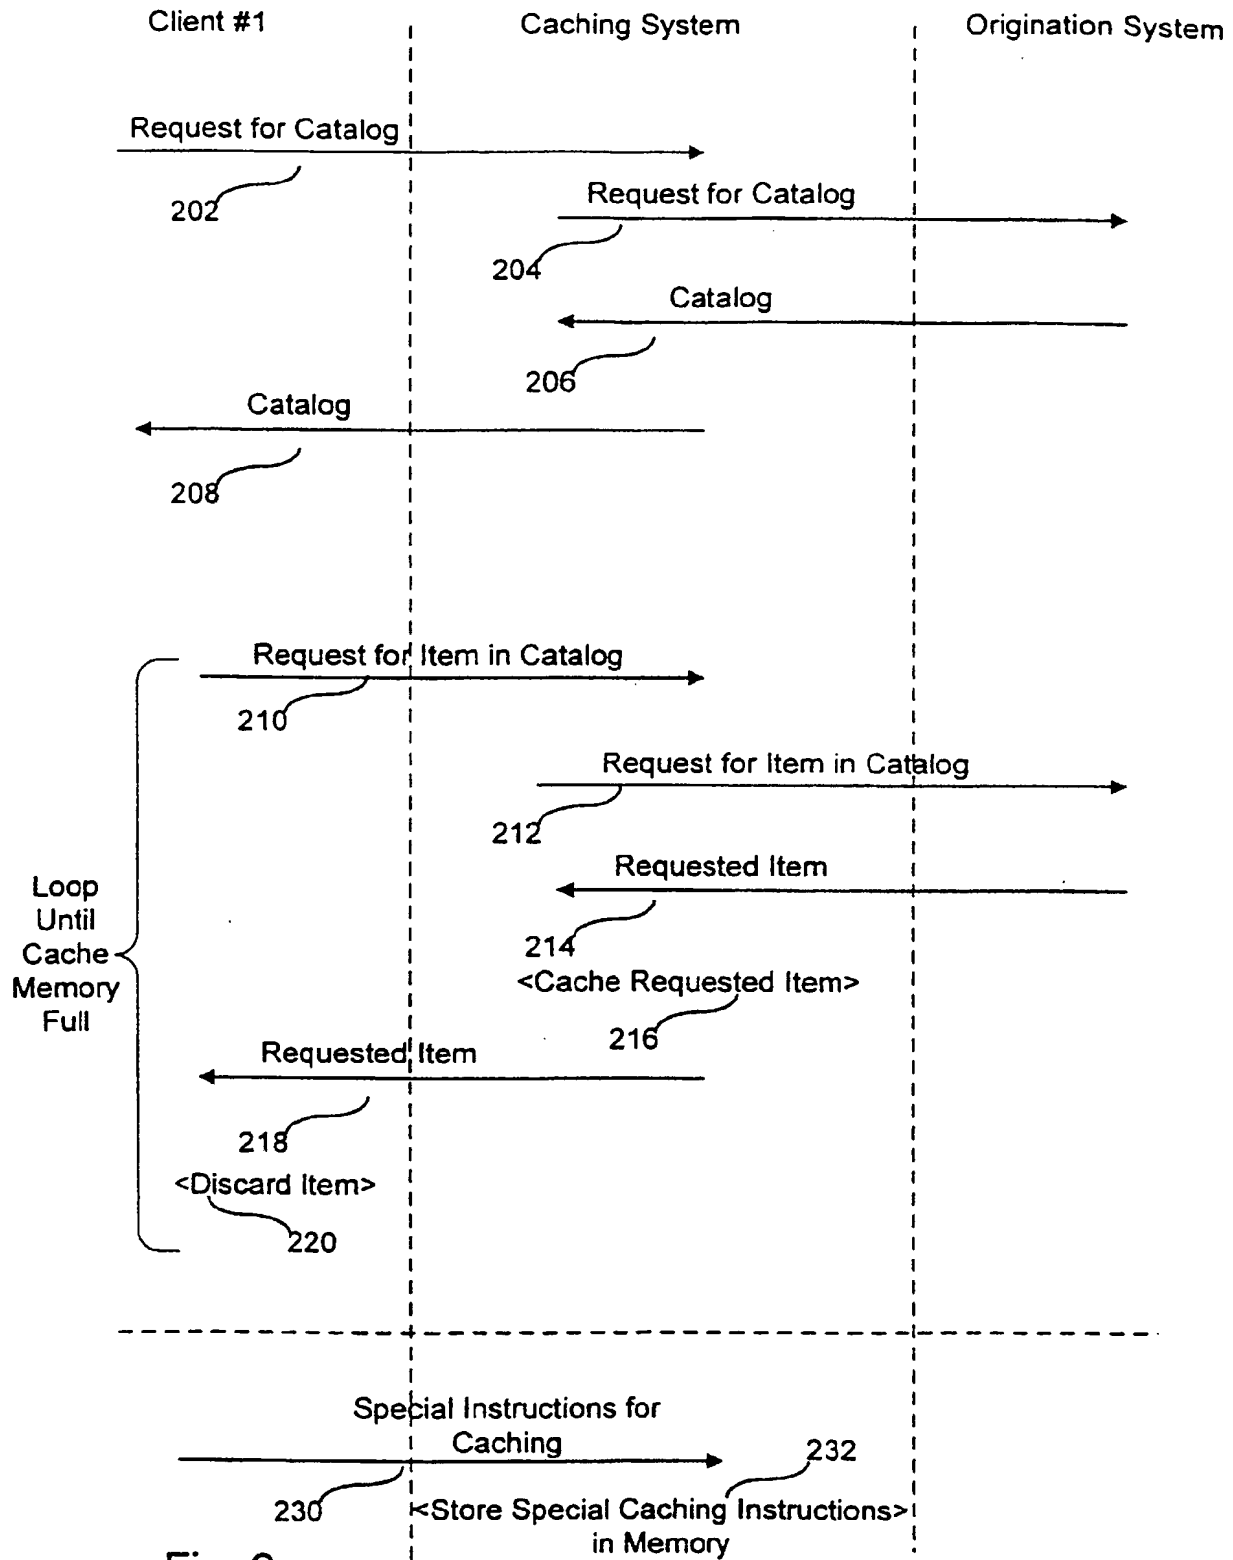 Client #1
Caching System
Origination System
Request for Catalog
202
Request for Catalog
204
Catalog
206
Catalog
208
Request for Item in Catalog
210
Request for Item in Catalog
212
Requested Item
214
<Cache Requested Item>
216
Loop
Until
Cache
Memory
Full
Requested Item
218
<Discard Item>
220
Special Instructions for
Caching
230
232
<Store Special Caching Instructions>
in Memory